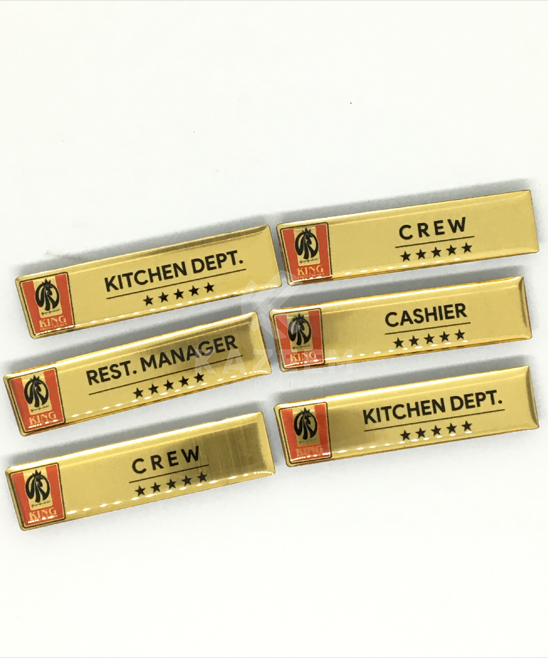 KITCHEN DEPT.
★★★★★
KING
CREW
★★★★★
KING
REST. MANAGER
★★★★★
KING
CASHIER
★★★★★
KING
CREW
★★★★★
KING
KITCHEN DEPT.
★★★★★
KING